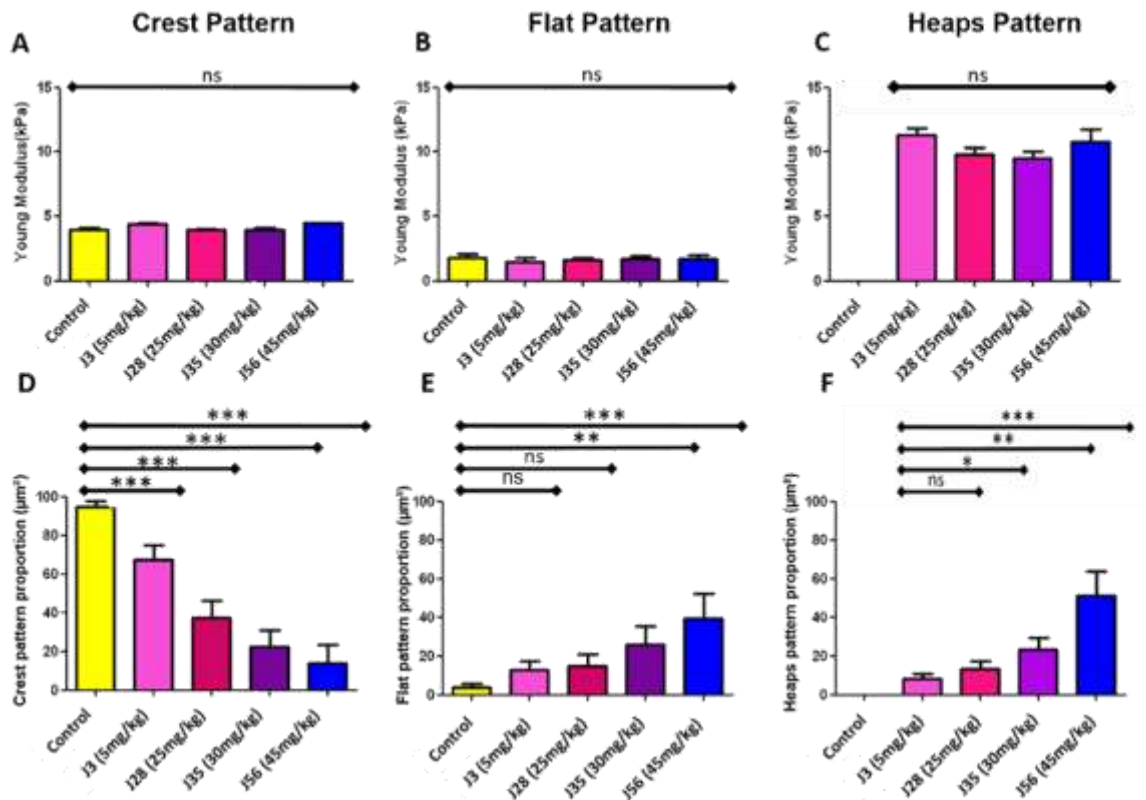 Crest Pattern
Flat Pattern
Heaps Pattern
A
B
C
ns
ns
ns
Young Modulus(kPa)
15
10
5
0
Control
J3 (5mg/kg)
J28 (25mg/kg)
J35 (30mg/kg)
J56 (45mg/kg)
Young Modulus (kPa)
15
10
5
0
Control
J3 (5mg/kg)
J28 (25mg/kg)
J35 (30mg/kg)
J56 (45mg/kg)
Young Modulus (kPa)
15
10
5
0
Control
J3 (5mg/kg)
J28 (25mg/kg)
J35 (30mg/kg)
J56 (45mg/kg)
D
E
F
***
***
***
***
Crest pattern proportion (µm²)
100
80
60
40
20
0
Control
J3 (5mg/kg)
J28 (25mg/kg)
J35 (30mg/kg)
J56 (45mg/kg)
***
**
ns
ns
Flat pattern proportion (µm²)
100
80
60
40
20
0
Control
J3 (5mg/kg)
J28 (25mg/kg)
J35 (30mg/kg)
J56 (45mg/kg)
***
**
*
ns
Heaps pattern proportion (µm²)
100
80
60
40
20
0
Control
J3 (5mg/kg)
J28 (25mg/kg)
J35 (30mg/kg)
J56 (45mg/kg)